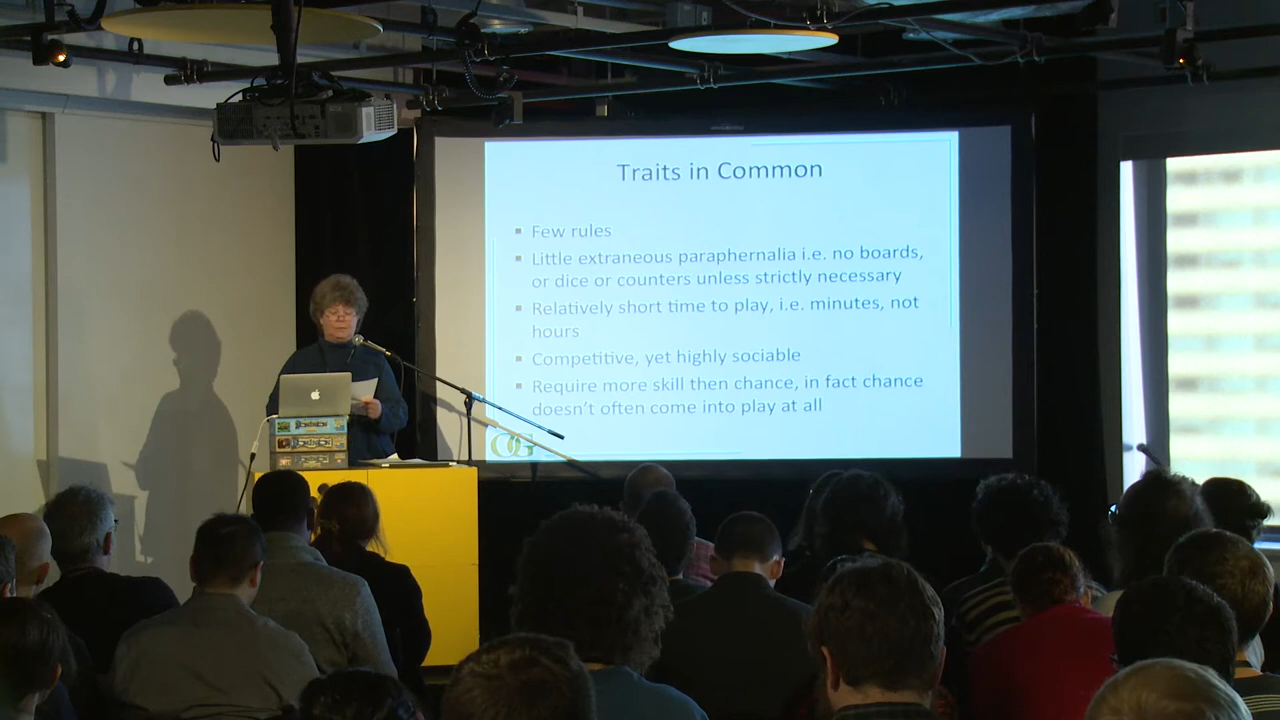 Traits in Common
Few rules
Little extraneous paraphernalia i.e. no boards,
or dice or counters unless strictly necessary
Relatively short time to play, i.e. minutes, not
hours
Competitive, yet highly sociable
Require more skill then chance, in fact chance
doesn't often come into play at all
OG